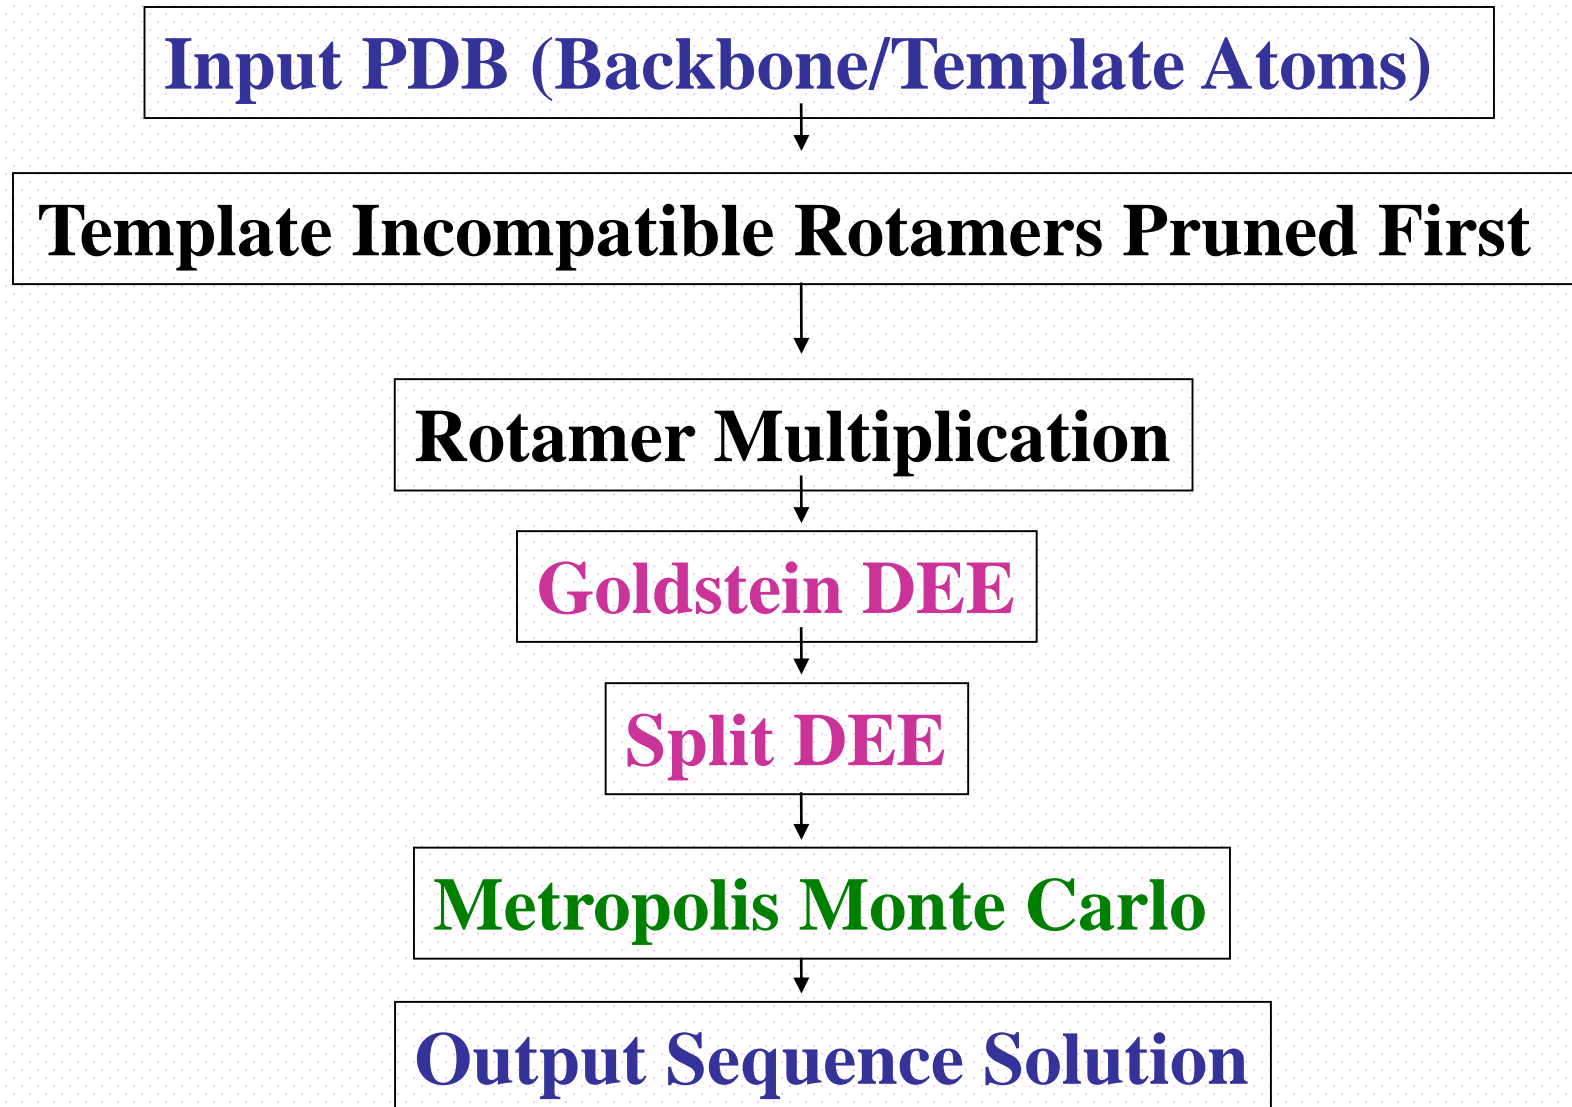 Input PDB (Backbone/Template Atoms)
Template Incompatible Rotamers Pruned First
Rotamer Multiplication
Goldstein DEE
Split DEE
Metropolis Monte Carlo
Output Sequence Solution